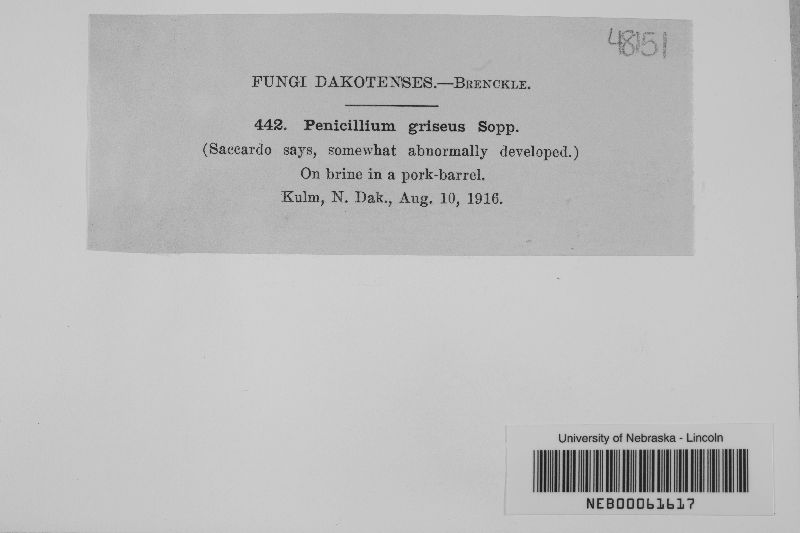 48151
FUNGI DAKOTENSES.—BRENCKLE.
442. Penicillium griseus Sopp.
(Saccardo says, somewhat abnormally developed.)
On brine in a pork-barrel.
Kulm, N. Dak., Aug. 10, 1916.
University of Nebraska - Lincoln
NEB00061617